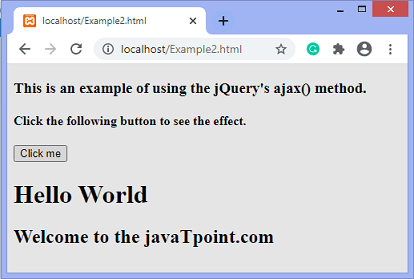 localhost/Example2.html
localhost/Example2.html
This is an example of using the jQuery's ajax() method.
Click the following button to see the effect.
Click me
Hello World
Welcome to the javaTpoint.com